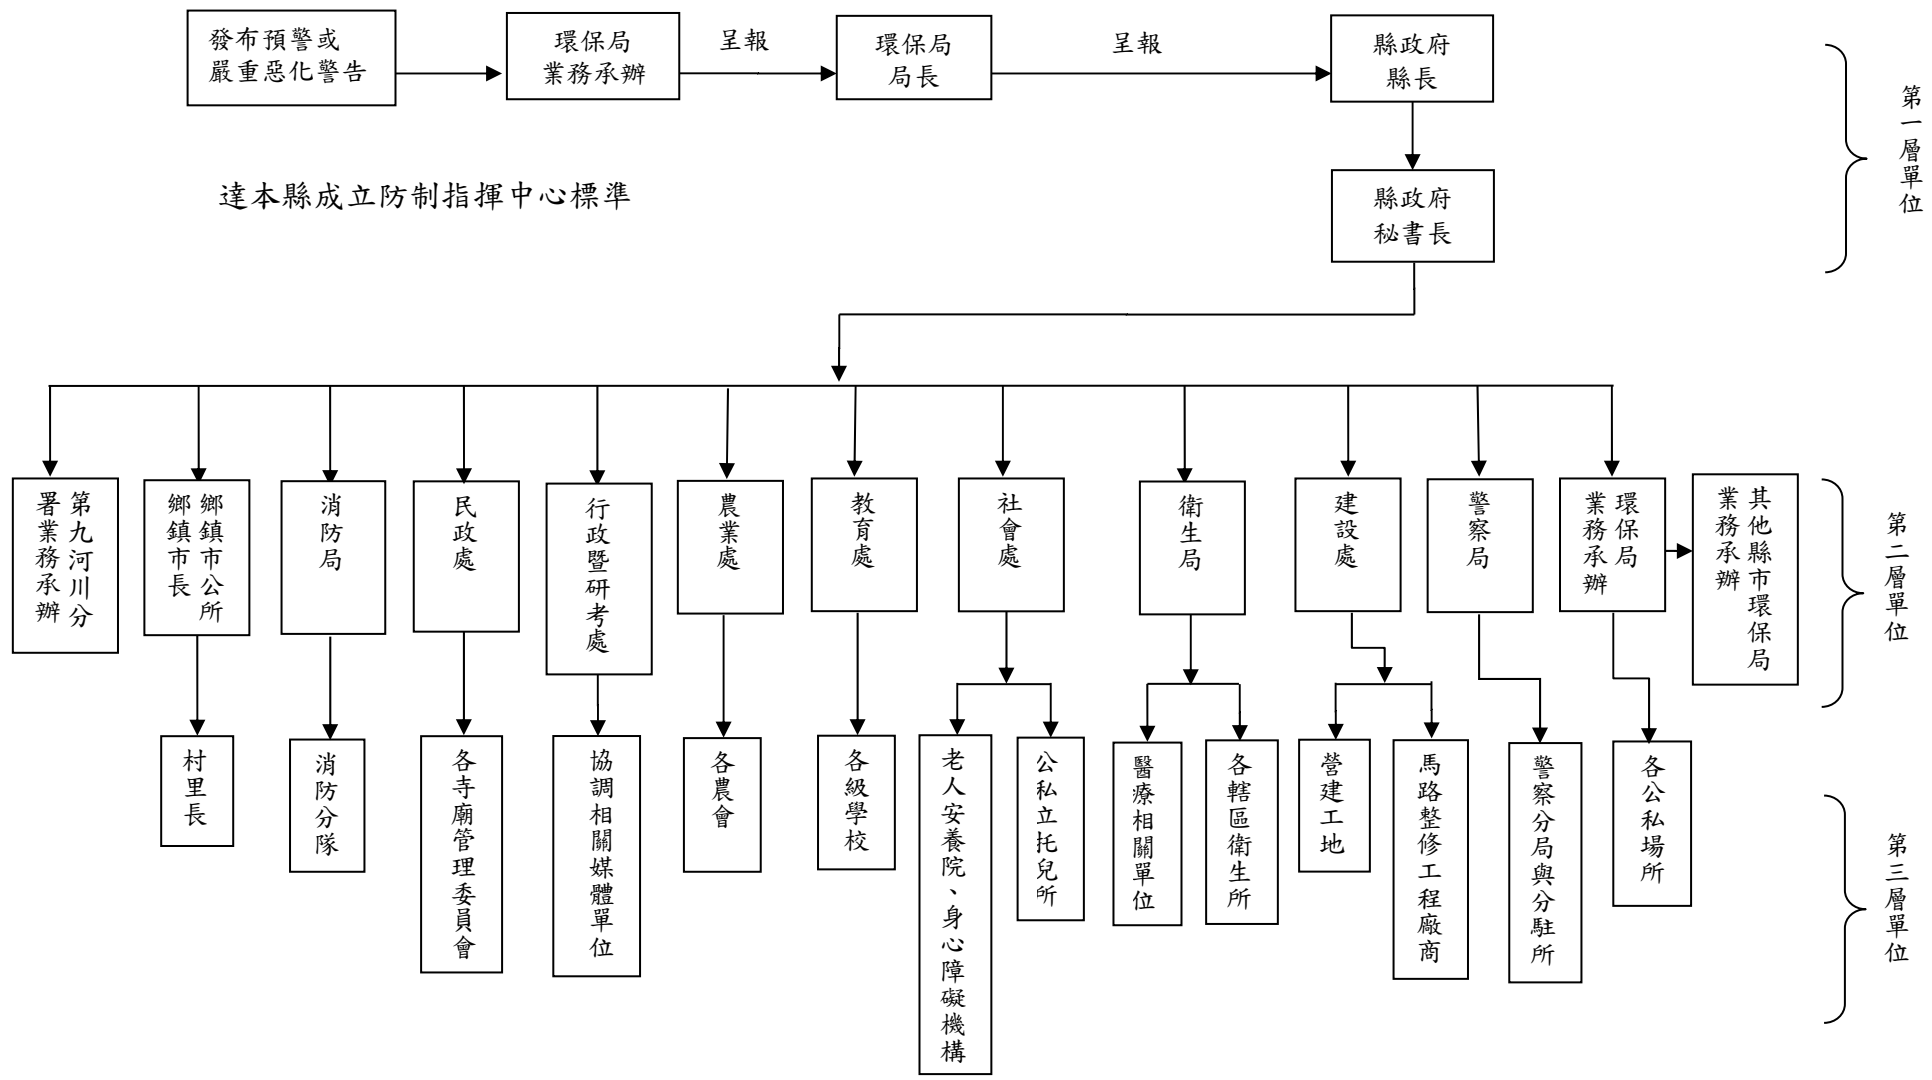 發布預警或
嚴重惡化警告
環保局
業務承辦
呈報
環保局
局長
呈報
縣政府
縣長
第一層單位
達本縣成立防制指揮中心標準
縣政府
秘書長
第九河川分
署業務承辦
鄉鎮市公所
鄉鎮市長
消防局
民政處
行政暨研考處
農業處
教育處
社會處
衛生局
建設處
警察局
環保局
業務承辦
其他縣市環保局
業務承辦
第二層單位
村里長
消防分隊
各寺廟管理委員會
協調相關媒體單位
各農會
各級學校
老人安養院、身心障礙機構
公私立托兒所
醫療相關單位
各轄區衛生所
營建工地
馬路整修工程廠商
警察分局與分駐所
各公私場所
第三層單位